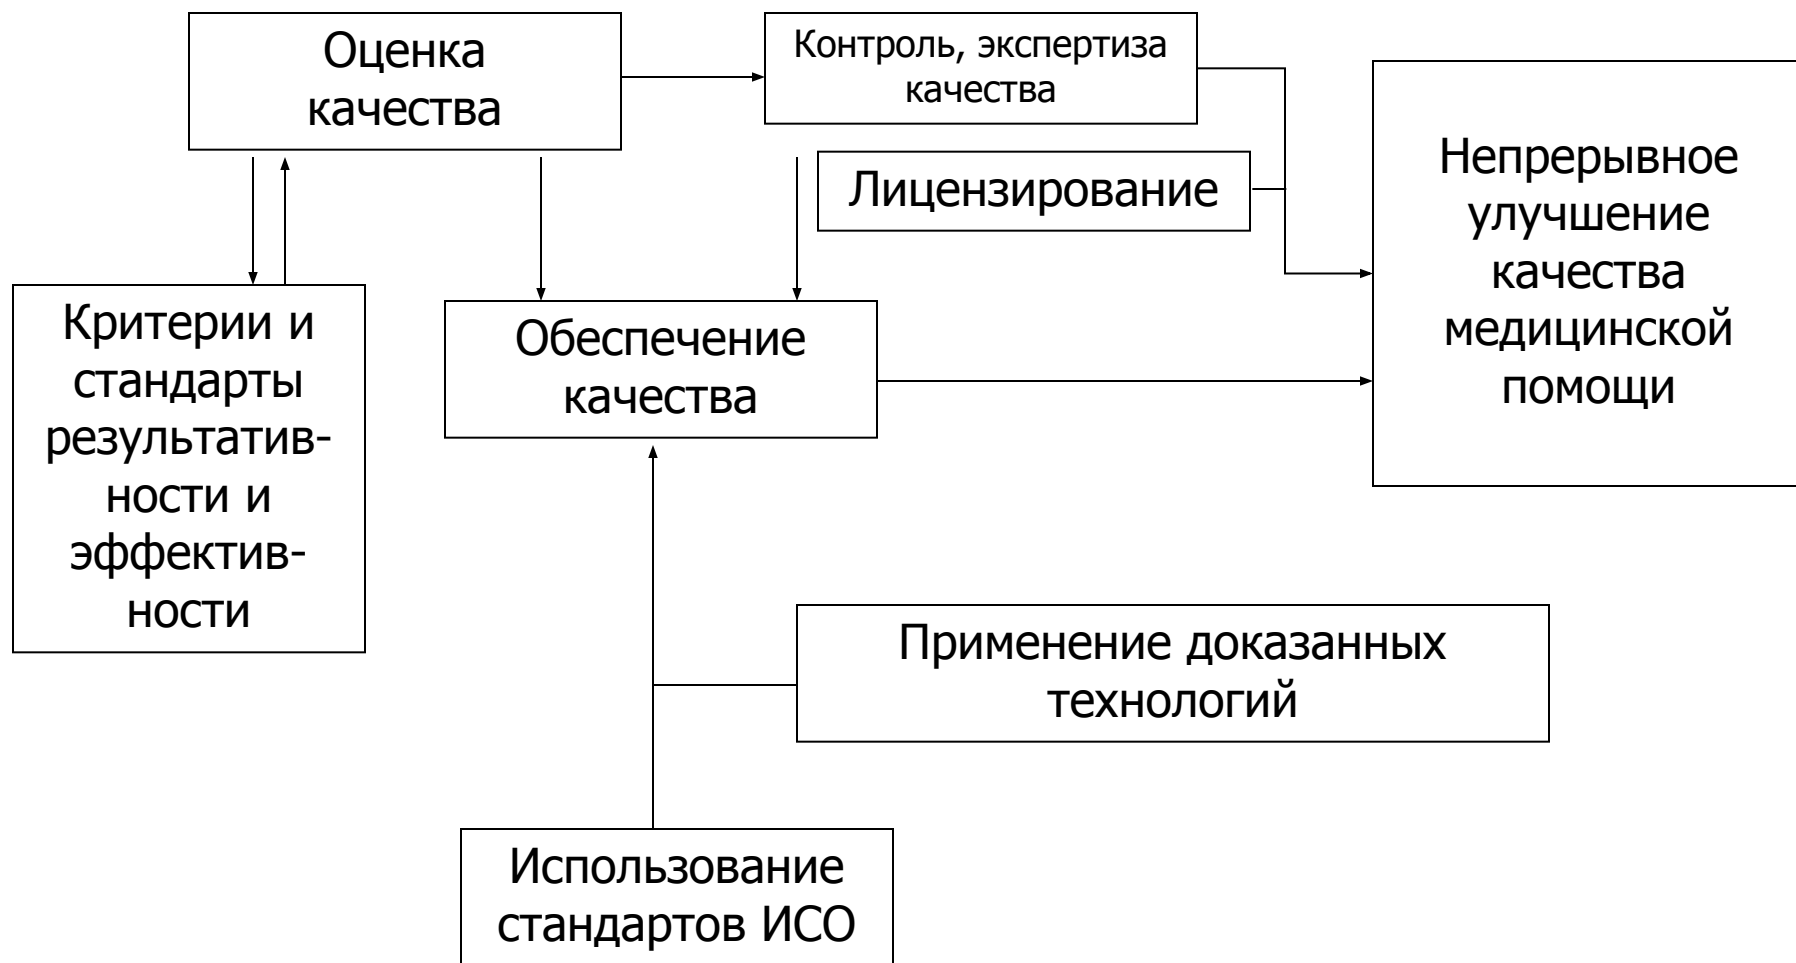 Оценка
качества
Контроль, экспертиза
качества
Лицензирование
Непрерывное
улучшение
качества
медицинской
помощи
Критерии и
стандарты
результатив-
ности и
эффектив-
ности
Обеспечение
качества
Применение доказанных
технологий
Использование
стандартов ИСО